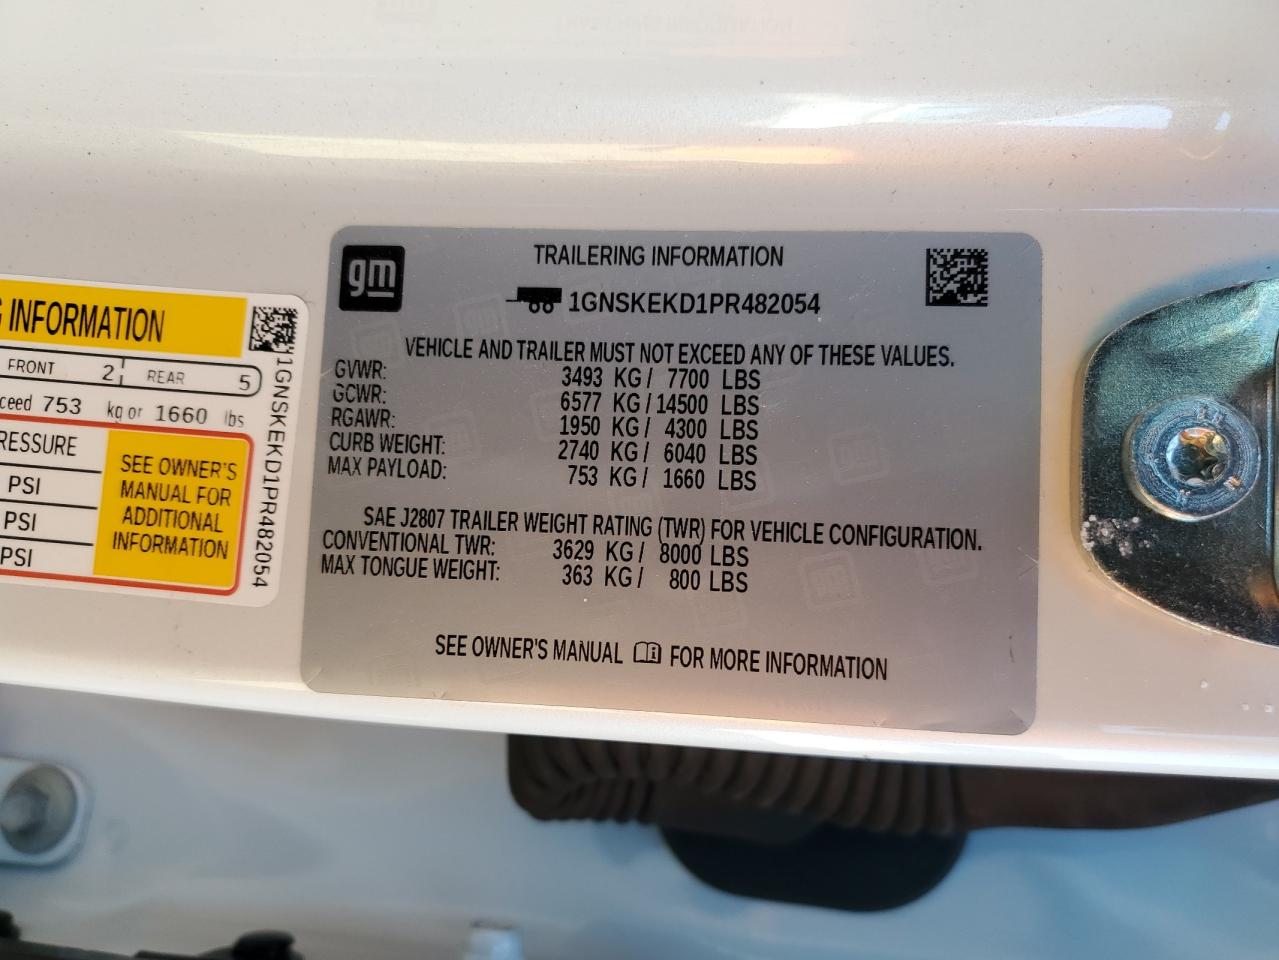 G INFORMATION
FRONT 2 REAR 5
ceed 753 kg or 1660 lbs
PRESSURE
PSI
PSI
PSI
SEE OWNER'S
MANUAL FOR
ADDITIONAL
INFORMATION
1GNSKEKD1PR482054
gm
TRAILERING INFORMATION
1GNSKEKD1PR482054
VEHICLE AND TRAILER MUST NOT EXCEED ANY OF THESE VALUES.
GVWR: 3493 KG/ 7700 LBS
GCWR: 6577 KG/14500 LBS
RGAWR: 1950 KG/ 4300 LBS
CURB WEIGHT: 2740 KG/ 6040 LBS
MAX PAYLOAD: 753 KG/ 1660 LBS
SAE J2807 TRAILER WEIGHT RATING (TWR) FOR VEHICLE CONFIGURATION.
CONVENTIONAL TWR: 3629 KG/ 8000 LBS
MAX TONGUE WEIGHT: 363 KG/ 800 LBS
SEE OWNER'S MANUAL FOR MORE INFORMATION